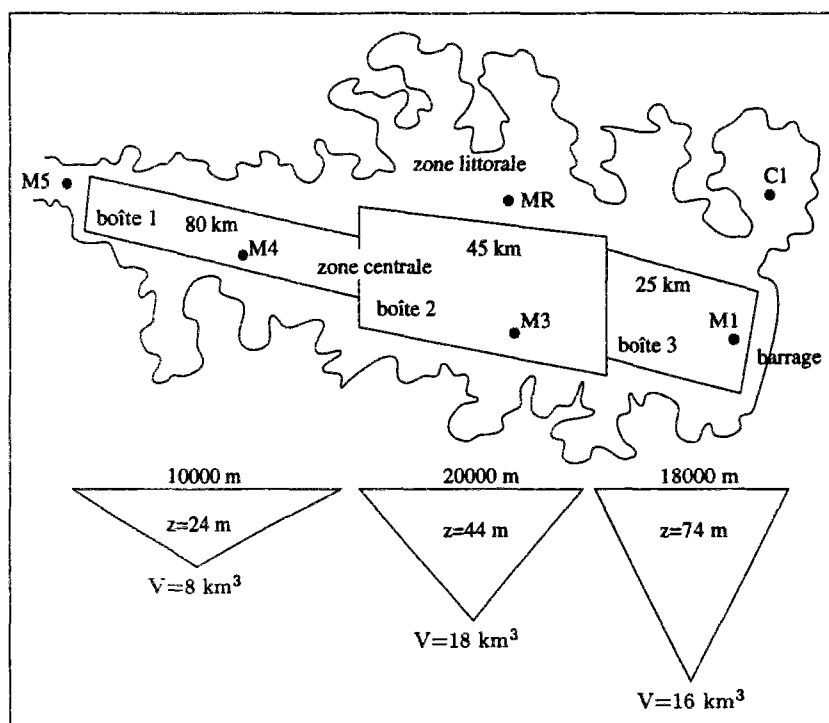 zone littorale
M5
C1
MR
boîte 1
80 km
M4
zone centrale
45 km
boîte 2
M3
25 km
boîte 3
M1
barrage
10000 m
20000 m
18000 m
z=24 m
z=44 m
z=74 m
V=8 km³
V=18 km³
V=16 km³